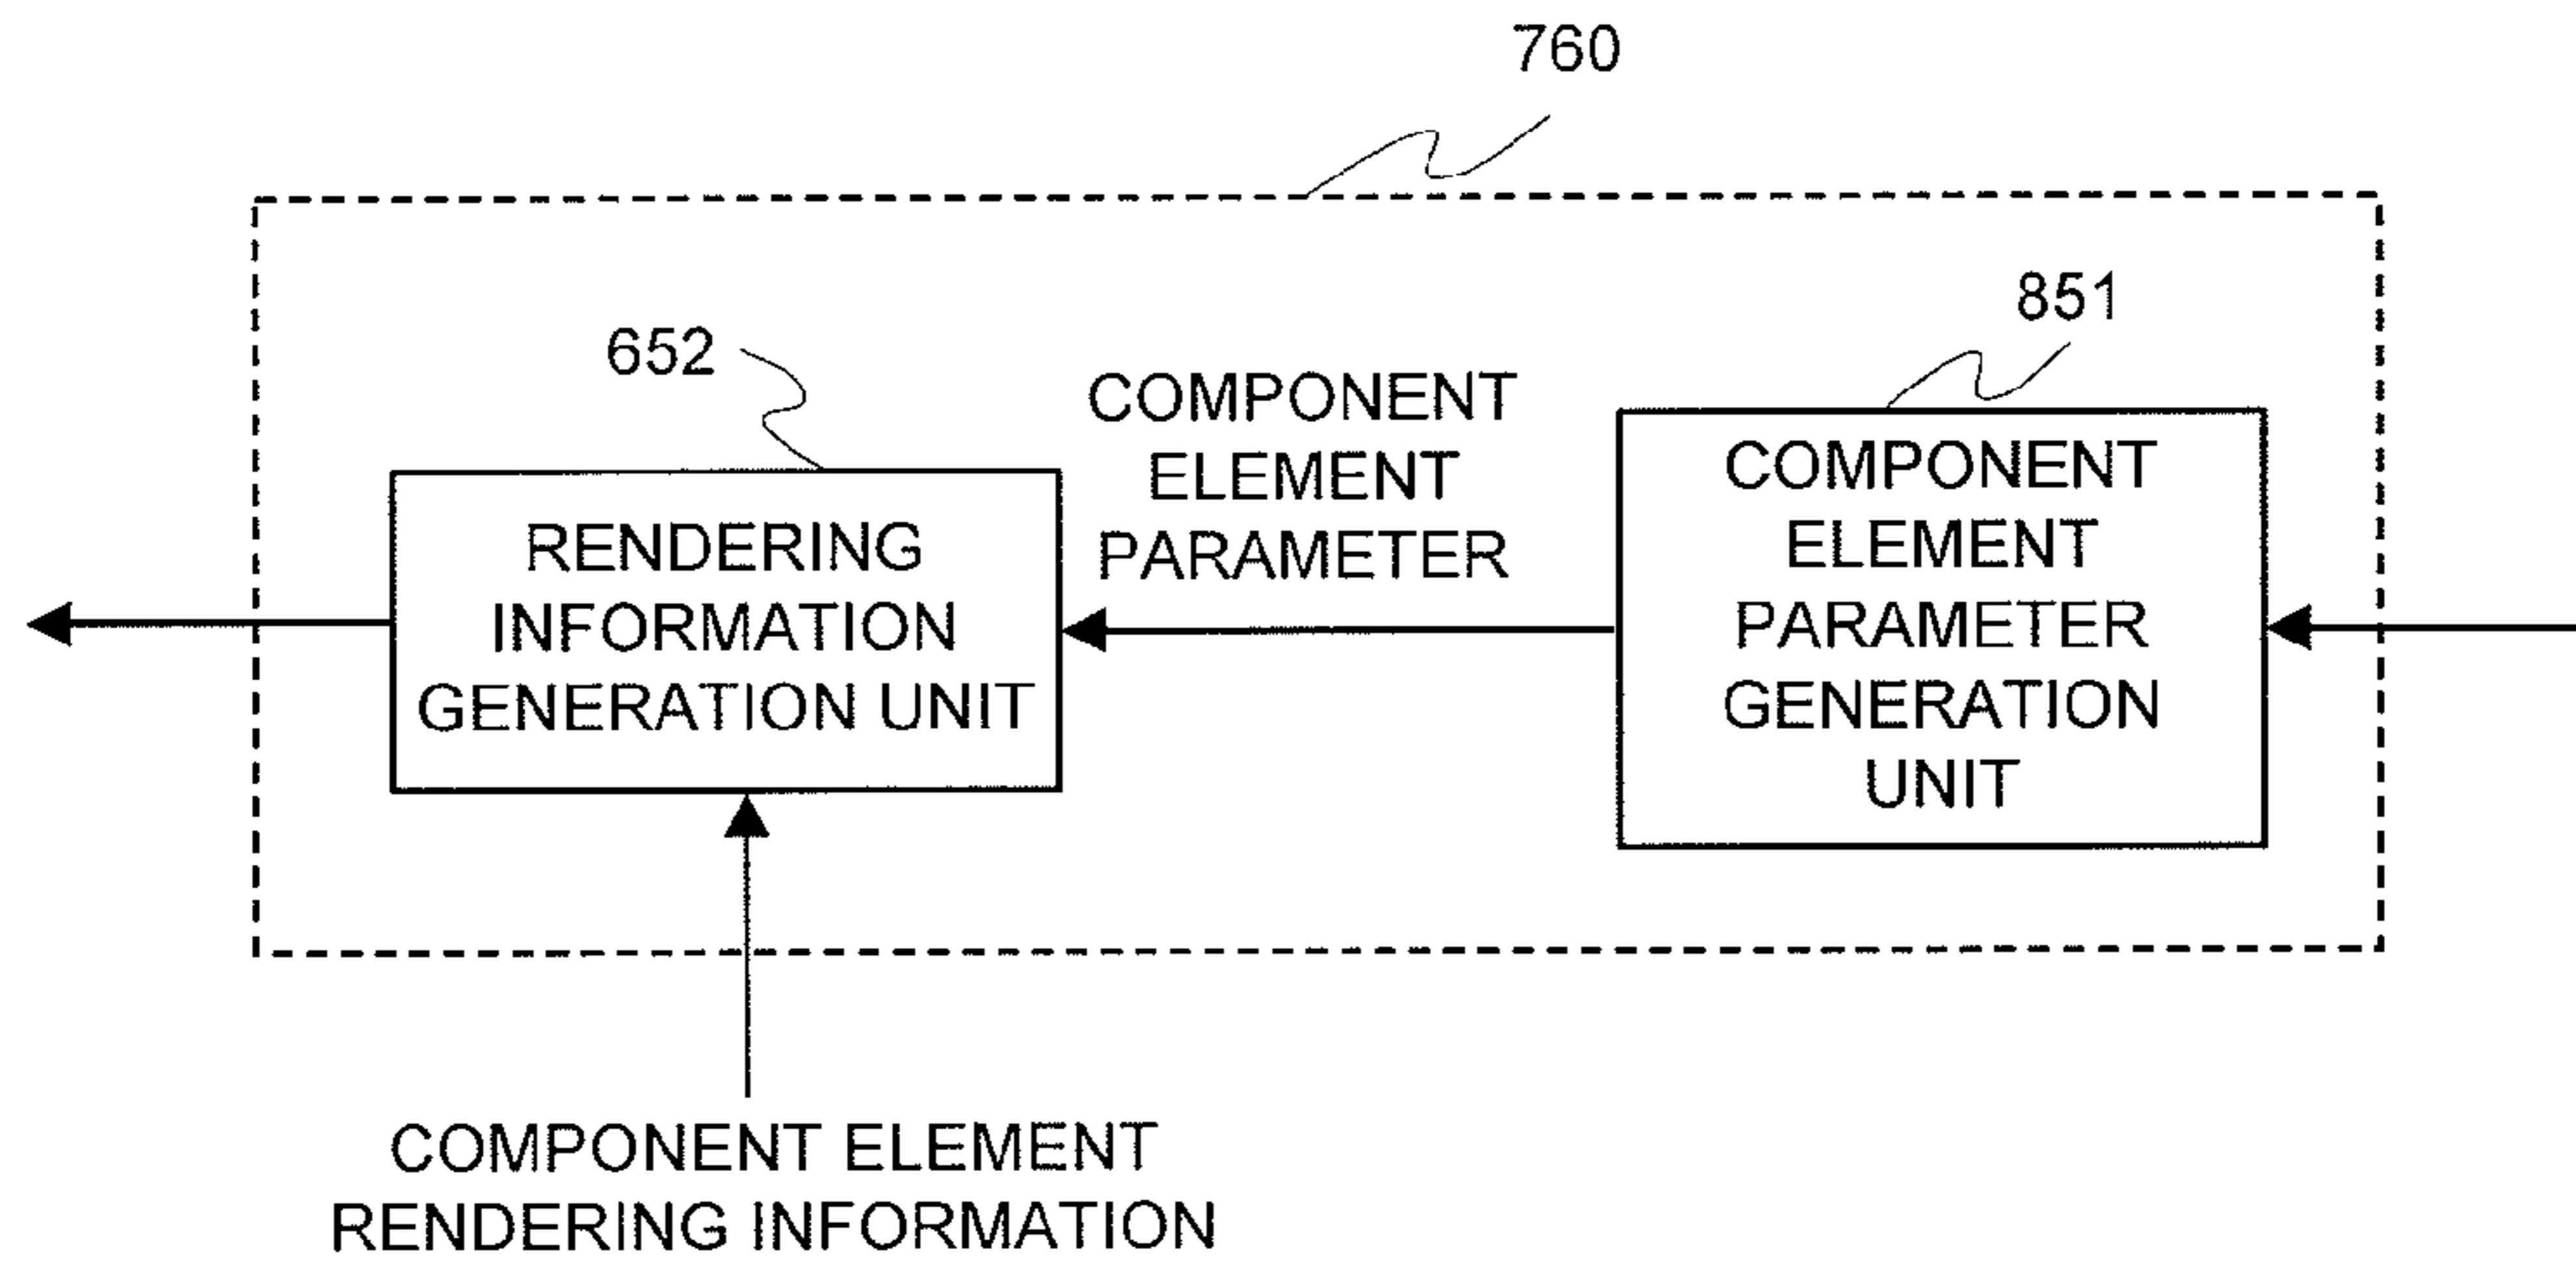 760
851
652
COMPONENT
ELEMENT
PARAMETER
COMPONENT
ELEMENT
PARAMETER
GENERATION
UNIT
RENDERING
INFORMATION
GENERATION UNIT
COMPONENT ELEMENT
RENDERING INFORMATION